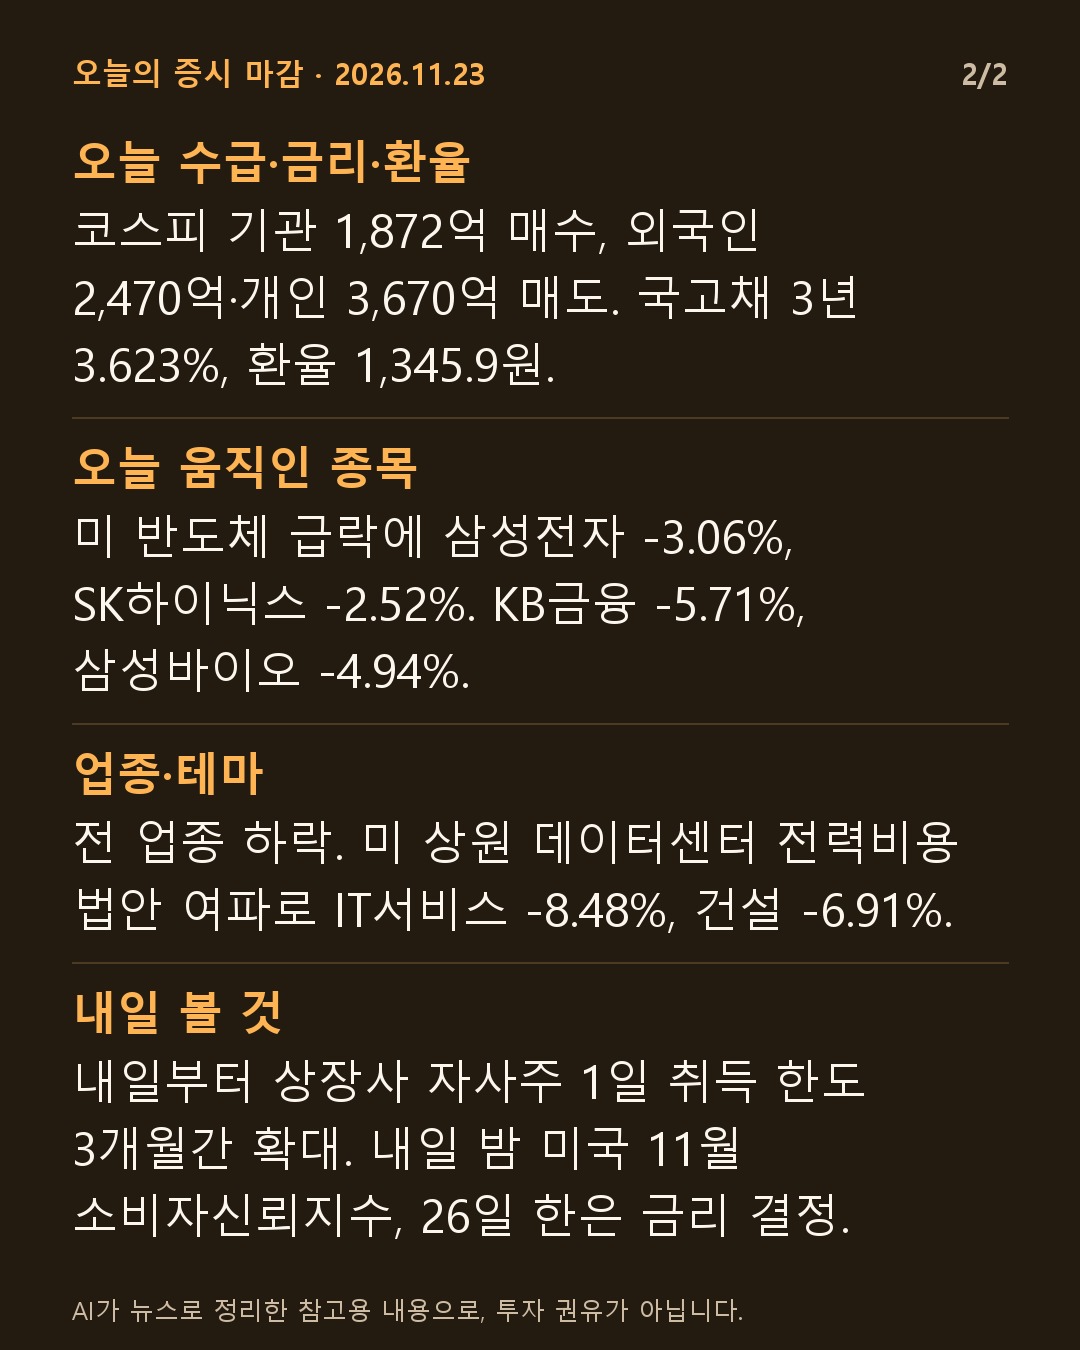 오늘의 증시 마감 · 2026.11.23
2/2
오늘 수급·금리·환율
코스피 기관 1,872억 매수, 외국인
2,470억·개인 3,670억 매도. 국고채 3년
3.623%, 환율 1,345.9원.
오늘 움직인 종목
미 반도체 급락에 삼성전자 -3.06%,
SK하이닉스 -2.52%. KB금융 -5.71%,
삼성바이오 -4.94%.
업종·테마
전 업종 하락. 미 상원 데이터센터 전력비용
법안 여파로 IT서비스 -8.48%, 건설 -6.91%.
내일 볼 것
내일부터 상장사 자사주 1일 취득 한도
3개월간 확대. 내일 밤 미국 11월
소비자신뢰지수, 26일 한은 금리 결정.
AI가 뉴스로 정리한 참고용 내용으로, 투자 권유가 아닙니다.